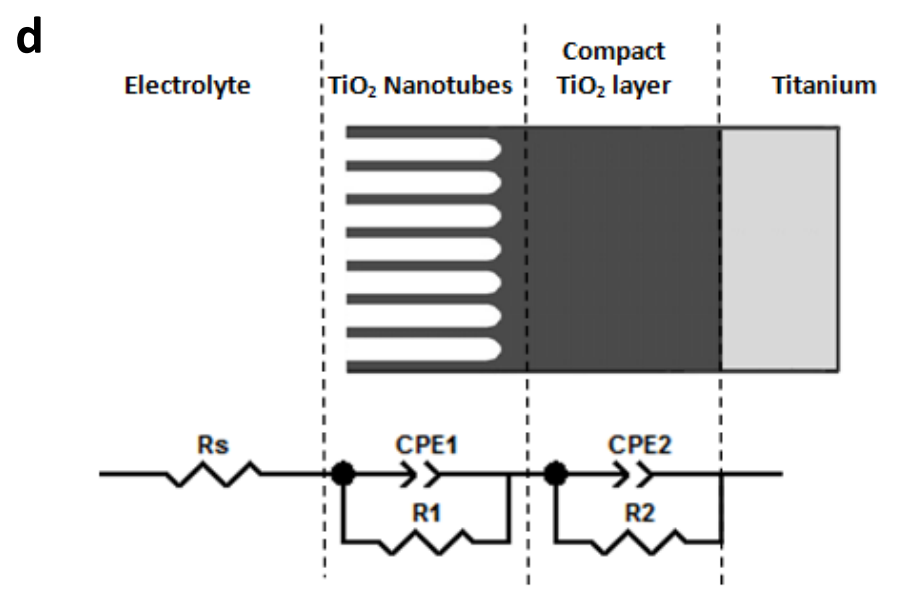 d
Electrolyte
TiO₂ Nanotubes
Compact
TiO₂ layer
Titanium
Rs
CPE1
R1
CPE2
R2